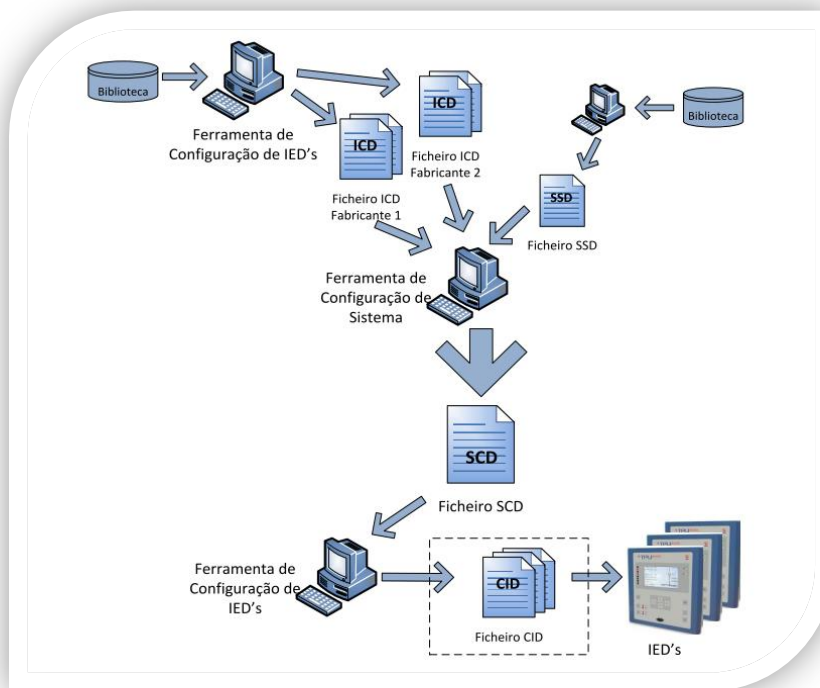 Biblioteca
Ferramenta de
Configuração de IED's
ICD
ICD
Ficheiro ICD
Fabricante 1
Ficheiro ICD
Fabricante 2
Biblioteca
SSD
Ficheiro SSD
Ferramenta de
Configuração de
Sistema
SCD
Ficheiro SCD
Ferramenta de
Configuração de
IED's
CID
Ficheiro CID
IED's